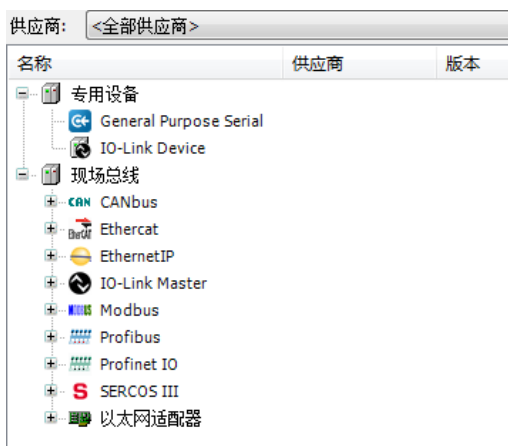 供应商: <全部供应商>
名称 供应商 版本
专用设备
General Purpose Serial
IO-Link Device
现场总线
CAN CANbus
EtherCAT Ethercat
EthernetIP
IO-Link Master
MODBUS Modbus
Profibus
Profinet IO
S SERCOS III
以太网适配器